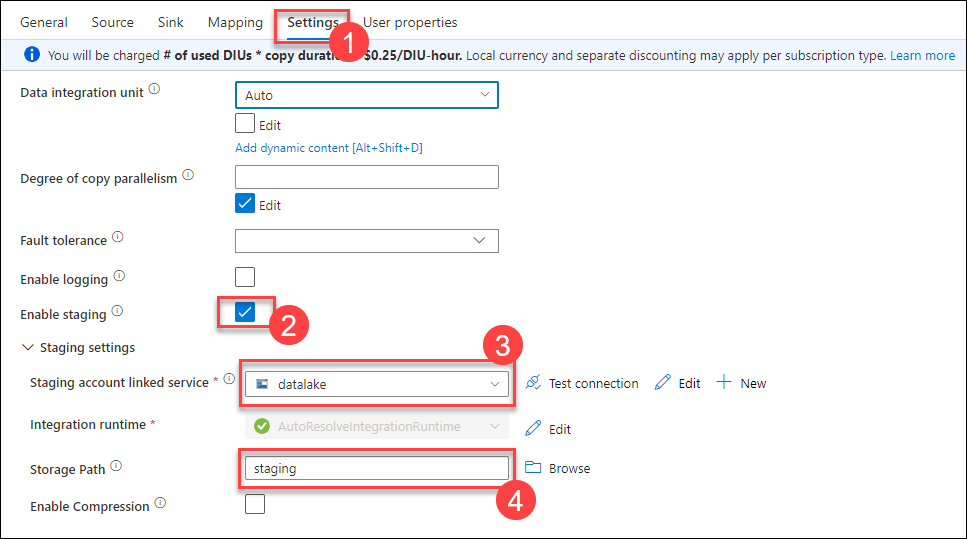 General Source Sink Mapping Settings User properties
1
You will be charged # of used DIUs * copy duration $0.25/DIU-hour. Local currency and separate discounting may apply per subscription type. Learn more
Data integration unit
Auto
Edit
Add dynamic content [Alt+Shift+D]
Degree of copy parallelism
Edit
Fault tolerance
Enable logging
Enable staging
2
Staging settings
3
Staging account linked service * datalake Test connection Edit New
Integration runtime * AutoResolveIntegrationRuntime Edit
Storage Path staging Browse
4
Enable Compression